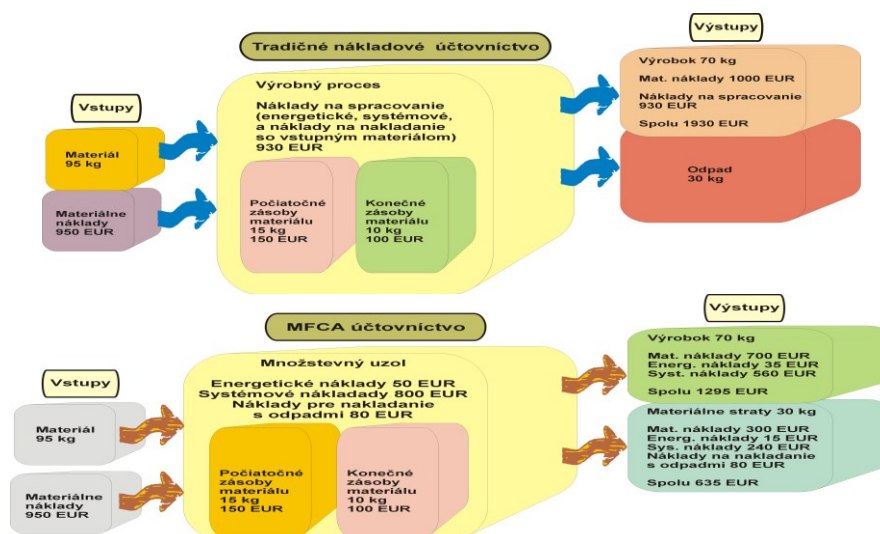 Tradičné nákladové účtovníctvo
Vstupy
Materiál
95 kg
Materiálne
náklady
950 EUR
Výrobný proces
Náklady na spracovanie
(energetické, systémové,
a náklady na nakladanie
so vstupným materiálom)
930 EUR
Počiatočné
zásoby
materiálu
15 kg
150 EUR
Konečné
zásoby
materiálu
10 kg
100 EUR
Výstupy
Výrobok 70 kg
Mat. náklady 1000 EUR
Náklady na spracovanie
930 EUR
Spolu 1930 EUR
Odpad
30 kg
MFCA účtovníctvo
Vstupy
Materiál
95 kg
Materiálne
náklady
950 EUR
Množstevný uzol
Energetické náklady 50 EUR
Systémové nákladady 800 EUR
Náklady pre nakladanie
s odpadmi 80 EUR
Počiatočné
zásoby
materiálu
15 kg
150 EUR
Konečné
zásoby
materiálu
10 kg
100 EUR
Výstupy
Výrobok 70 kg
Mat. náklady 700 EUR
Energ. náklady 35 EUR
Syst. náklady 560 EUR
Spolu 1295 EUR
Materiálne straty 30 kg
Mat. náklady 300 EUR
Energ. náklady 15 EUR
Sys. náklady 240 EUR
Náklady na nakladanie
s odpadmi 80 EUR
Spolu 635 EUR